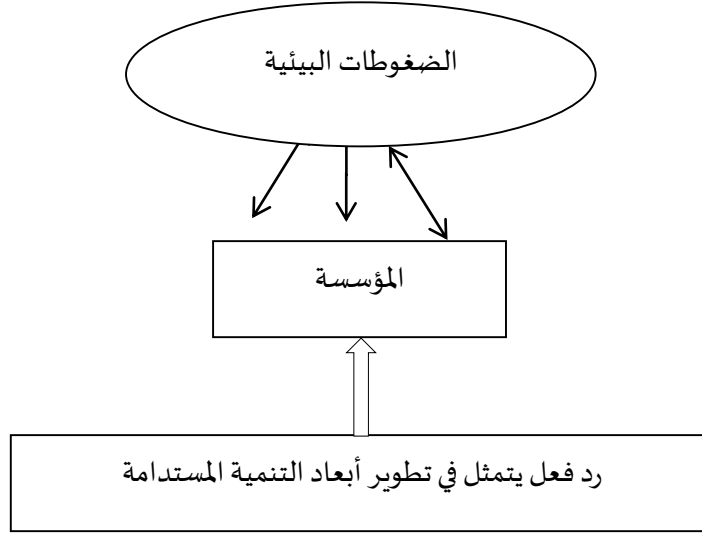 الضغوطات البيئية
المؤسسة
رد فعل يتمثل في تطوير أبعاد التنمية المستدامة